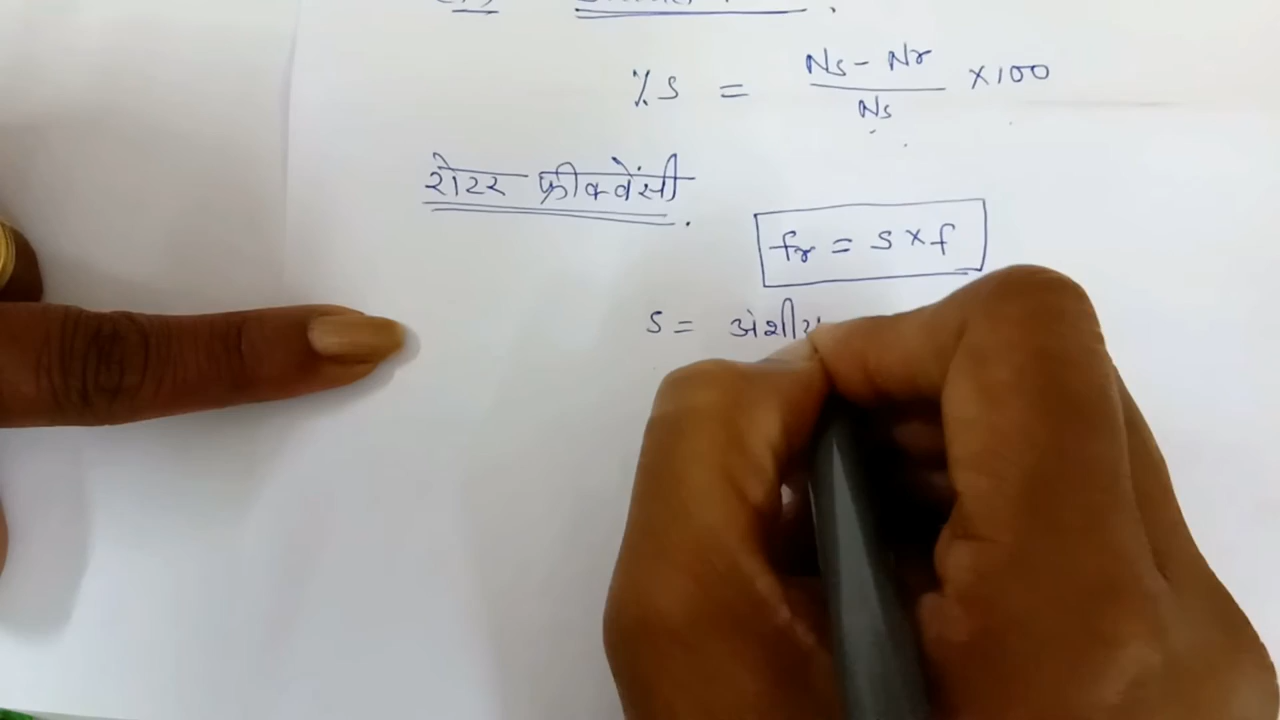 %s = Ns - Nr / Ns × 100
रोटर फ्रीक्वेंसी.
fr = s × f
s =